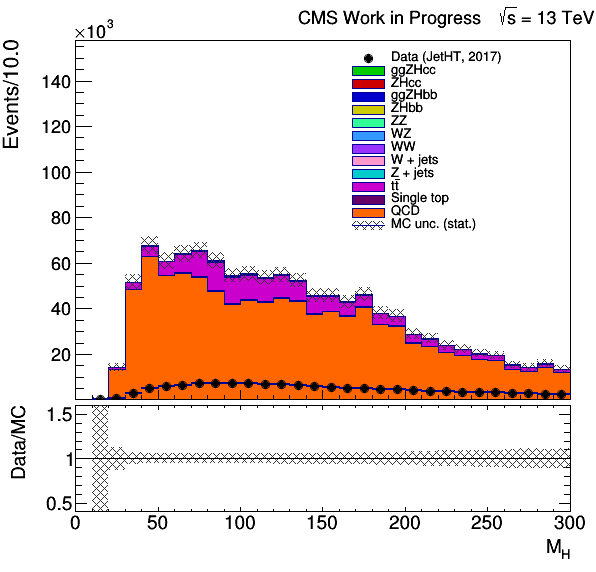 CMS Work in Progress √s = 13 TeV
×10³
Events/10.0
140
120
100
80
60
40
20
Data (JetHT, 2017)
ggZHcc
ZHcc
ggZHbb
ZHbb
ZZ
WZ
WW
W + jets
Z + jets
tt̄
Single top
QCD
MC unc. (stat.)
Data/MC
1.5
1
0.5
0 50 100 150 200 250 300
M_H